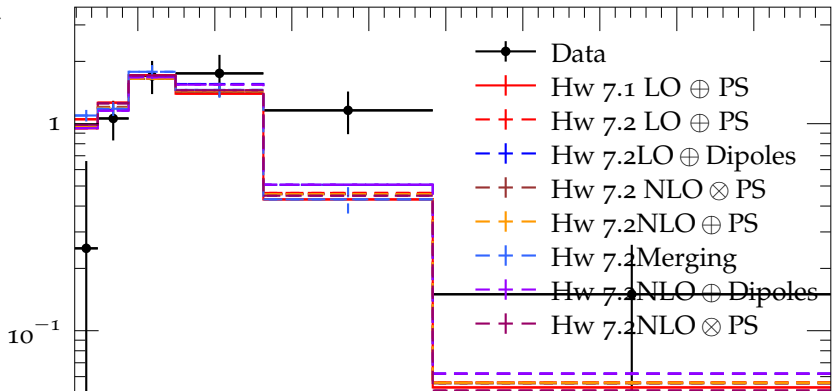 Data
Hw 7.1 LO ⊕ PS
1
Hw 7.2 LO ⊕ PS
Hw 7.2LO ⊕ Dipoles
Hw 7.2 NLO ⊗ PS
Hw 7.2NLO ⊕ PS
Hw 7.2Merging
Hw 7.2NLO ⊕ Dipoles
Hw 7.2NLO ⊗ PS
10⁻¹